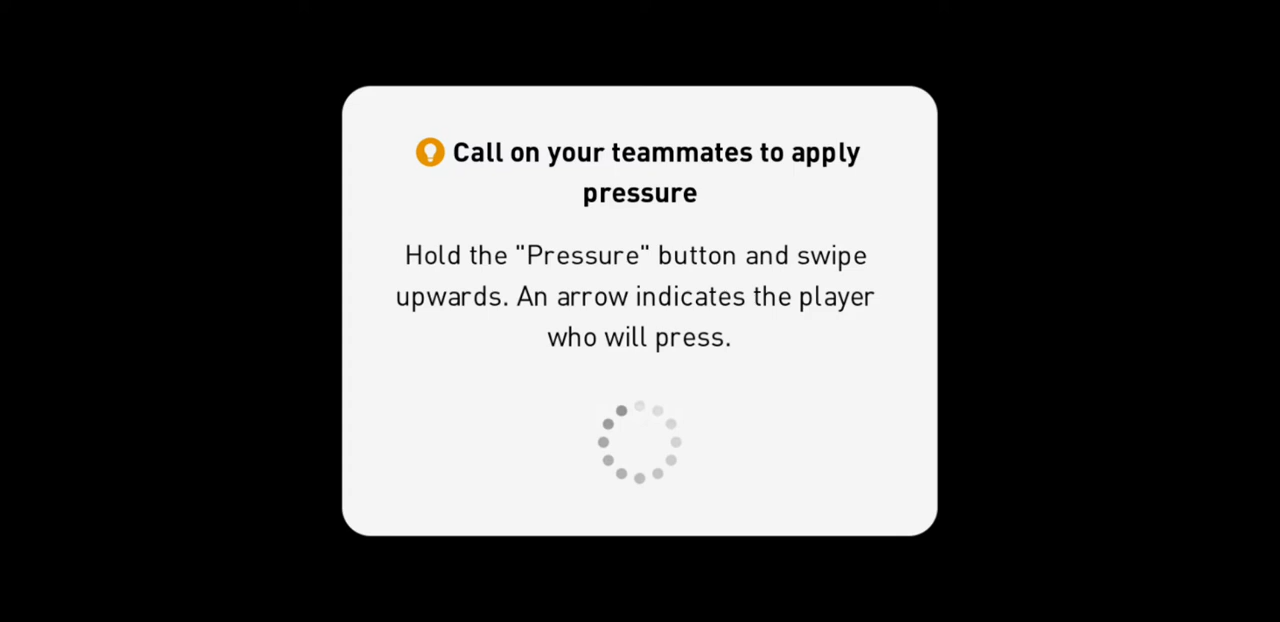 Call on your teammates to apply
pressure
Hold the "Pressure" button and swipe
upwards. An arrow indicates the player
who will press.